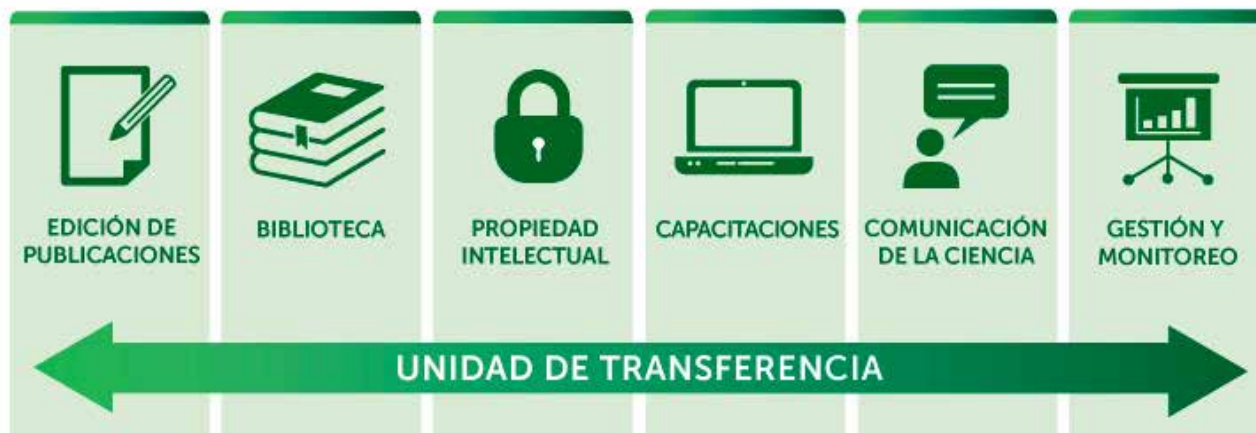 EDICIÓN DE
PUBLICACIONES
BIBLIOTECA
PROPIEDAD
INTELECTUAL
CAPACITACIONES
COMUNICACIÓN
DE LA CIENCIA
GESTIÓN Y
MONITOREO
UNIDAD DE TRANSFERENCIA